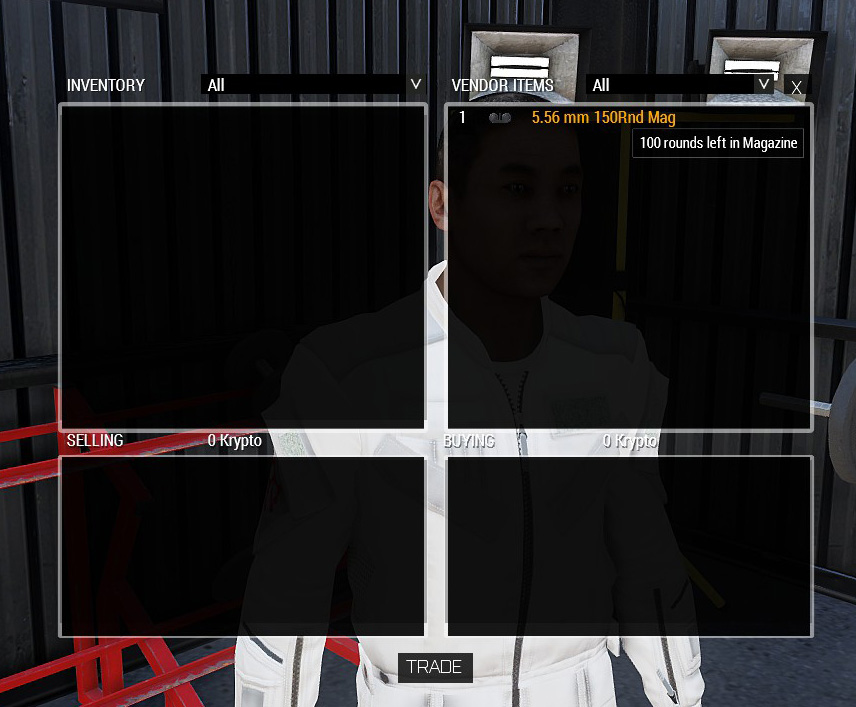 INVENTORY All V VENDOR ITEMS All V X
1 5.56 mm 150Rnd Mag
100 rounds left in Magazine
SELLING 0 Krypto BUYING 0 Krypto
TRADE